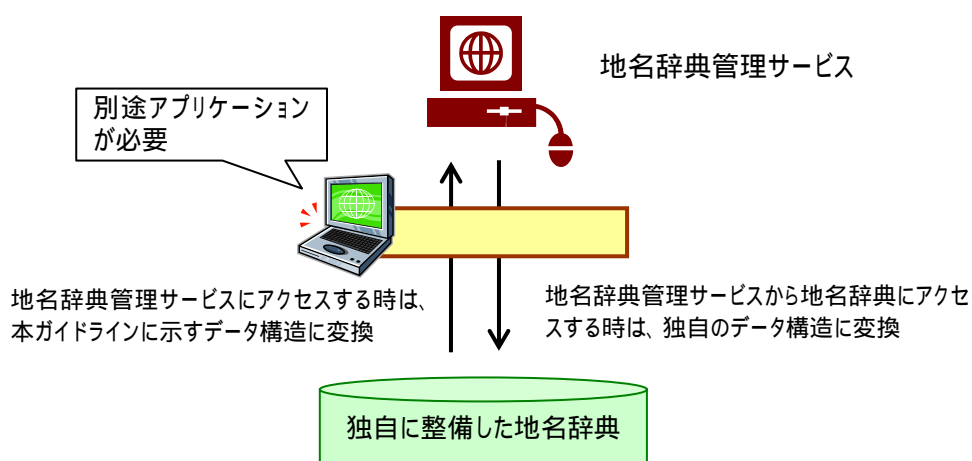 地名辞典管理サービス
別途アプリケーション
が必要
地名辞典管理サービスにアクセスする時は、
本ガイドラインに示すデータ構造に変換
地名辞典管理サービスから地名辞典にアクセ
スする時は、独自のデータ構造に変換
独自に整備した地名辞典